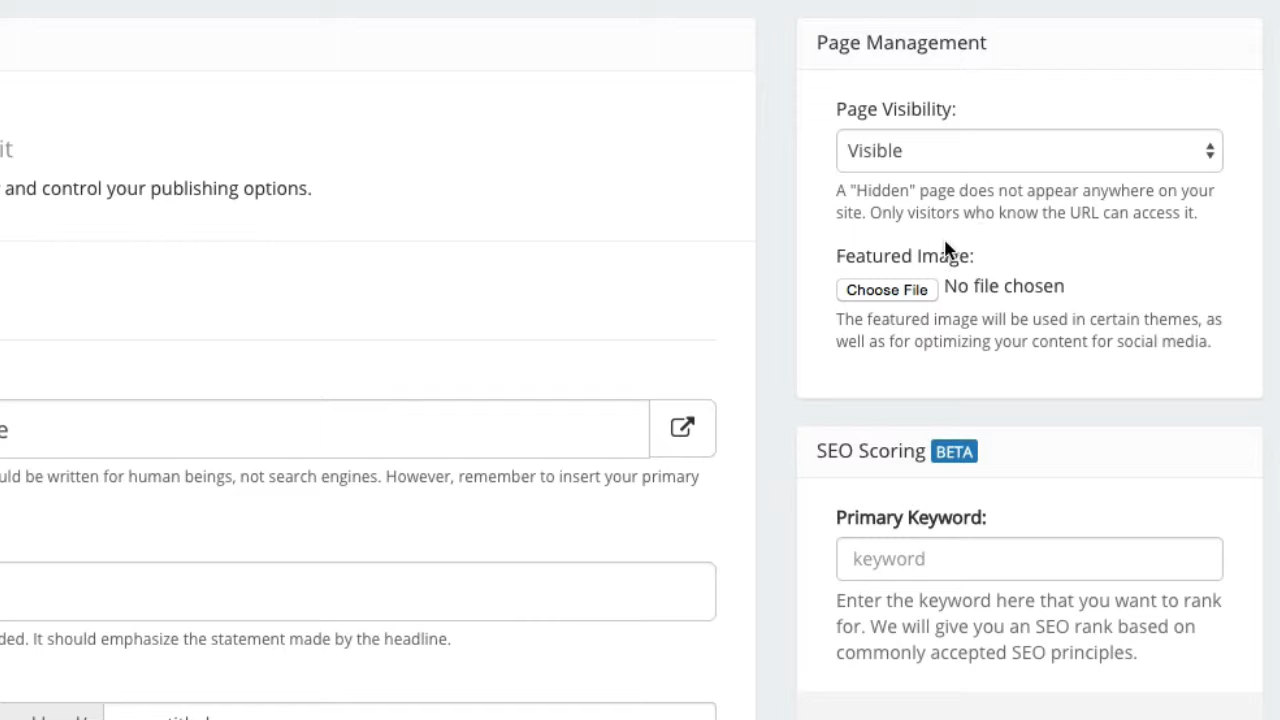 it
and control your publishing options.
e
uld be written for human beings, not search engines. However, remember to insert your primary
ded. It should emphasize the statement made by the headline.
Page Management
Page Visibility:
Visible
A "Hidden" page does not appear anywhere on your
site. Only visitors who know the URL can access it.
Featured Image:
Choose File No file chosen
The featured image will be used in certain themes, as
well as for optimizing your content for social media.
SEO Scoring BETA
Primary Keyword:
keyword
Enter the keyword here that you want to rank
for. We will give you an SEO rank based on
commonly accepted SEO principles.